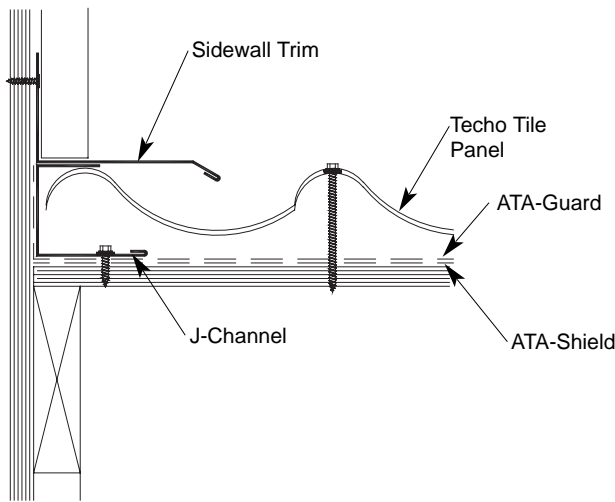 Sidewall Trim
Techo Tile
Panel
ATA-Guard
J-Channel
ATA-Shield